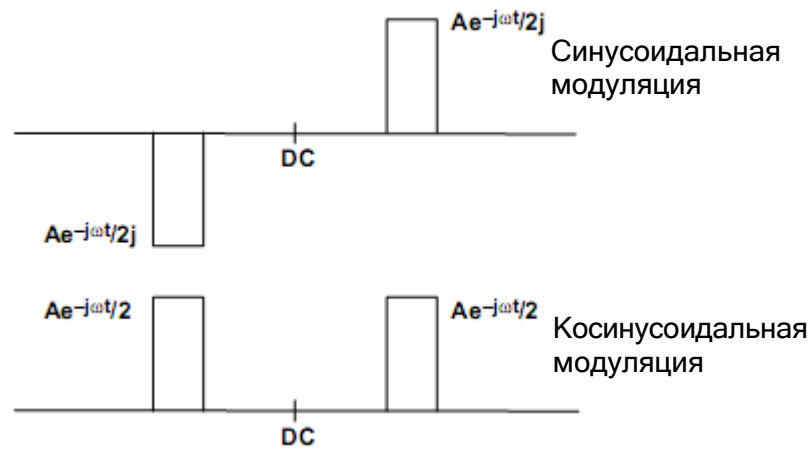 Ae–jωt/2j
Синусоидальная
модуляция
DC
Ae–jωt/2j
Ae–jωt/2
Ae–jωt/2
Косинусоидальная
модуляция
DC